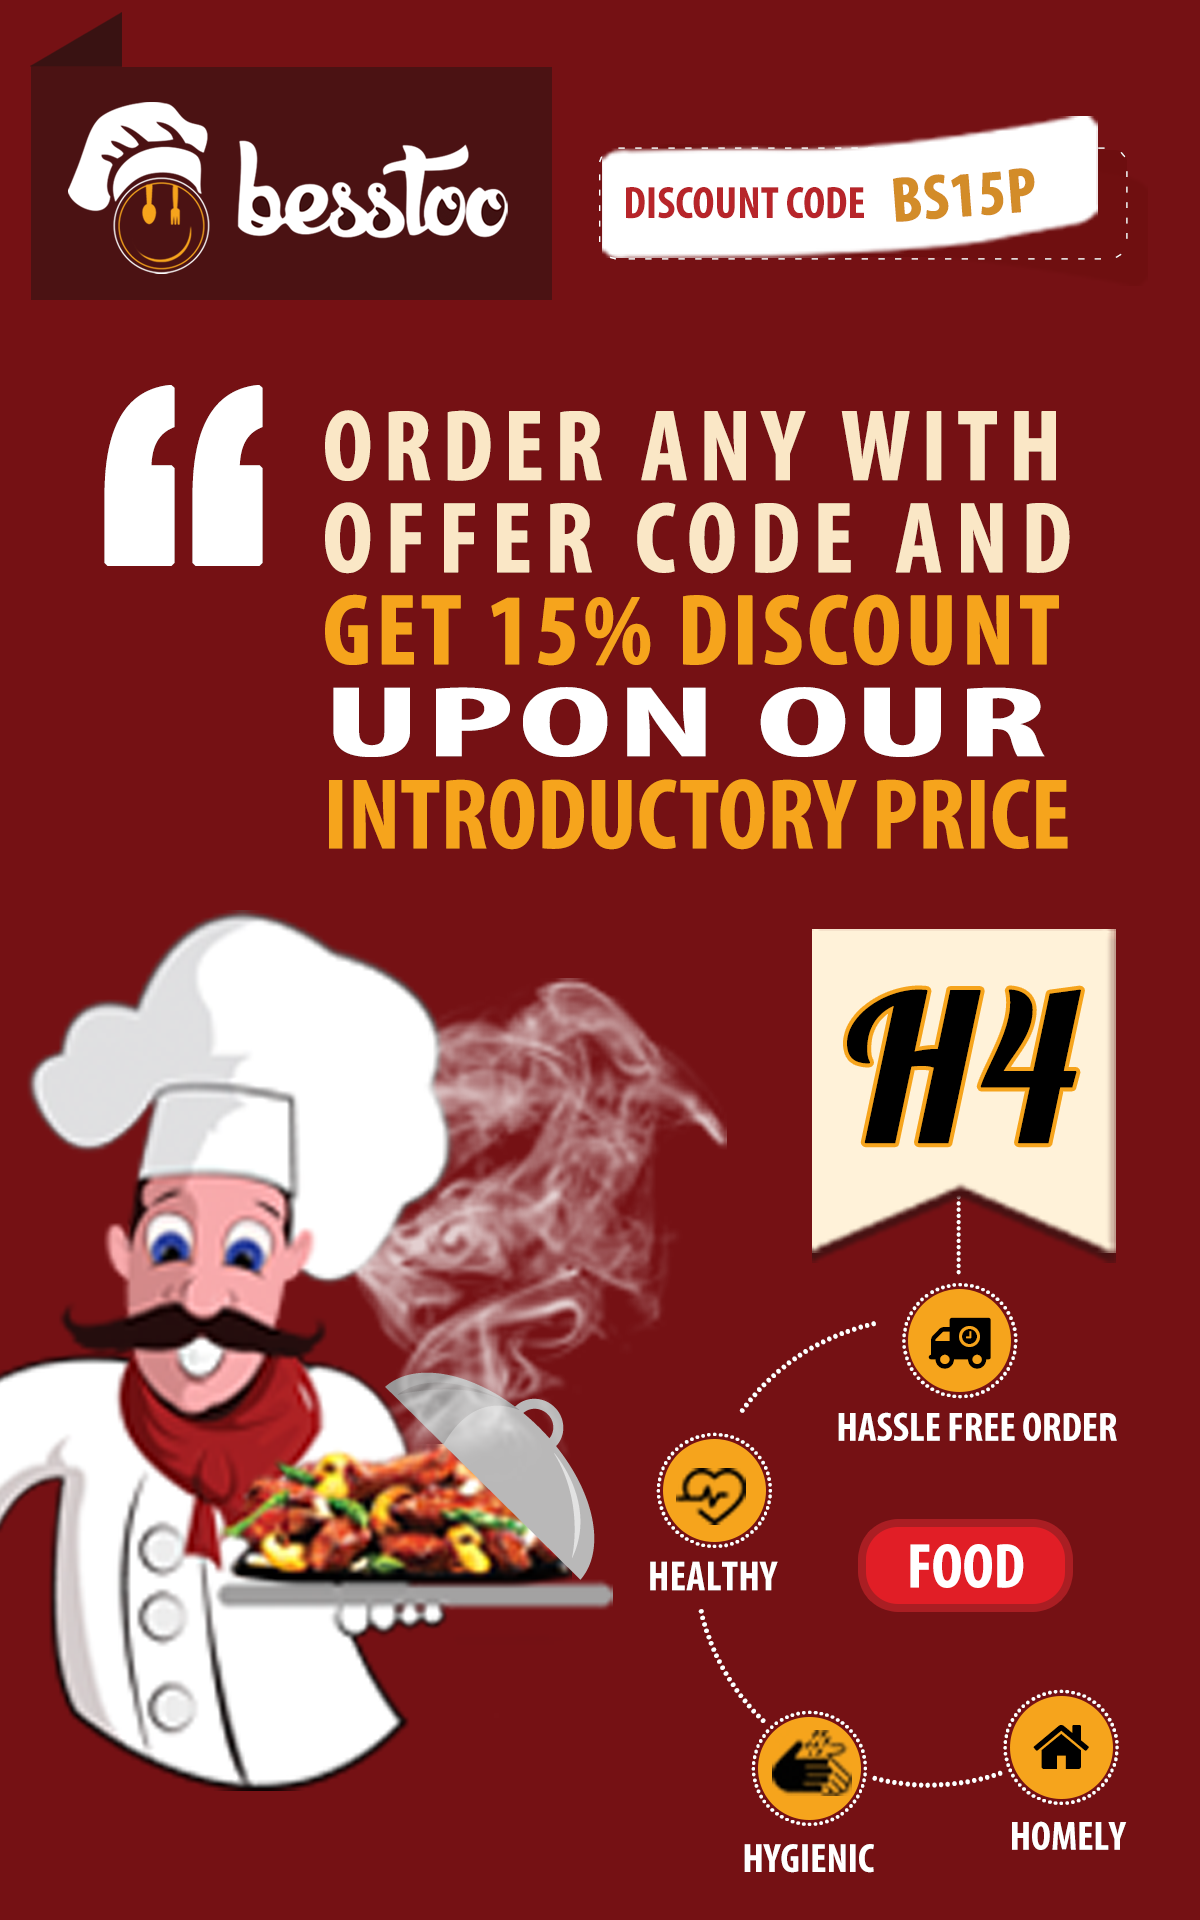 bessToo
DISCOUNT CODE BS15P
“
ORDER ANY WITH
OFFER CODE AND
GET 15% DISCOUNT
UPON OUR
INTRODUCTORY PRICE
H4
HASSLE FREE ORDER
HEALTHY
FOOD
HYGIENIC
HOMELY